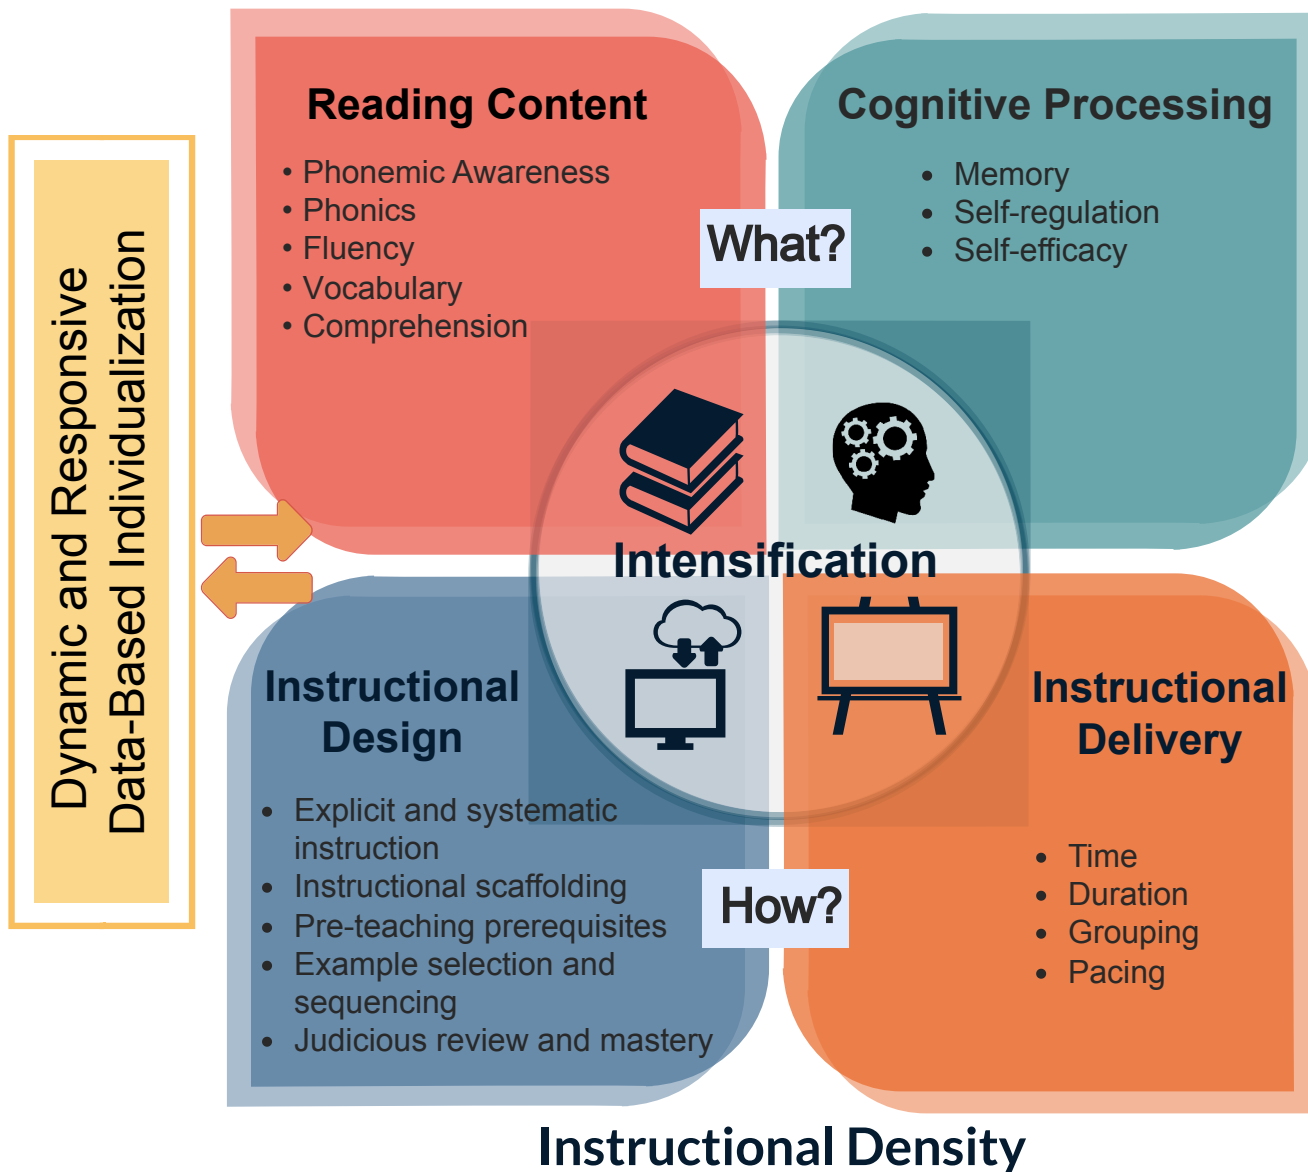 Reading Content
• Phonemic Awareness
• Phonics
• Fluency
• Vocabulary
• Comprehension
Cognitive Processing
• Memory
• Self-regulation
• Self-efficacy
What?
Dynamic and Responsive
Data-Based Individualization
Intensification
Instructional
Design
• Explicit and systematic
instruction
• Instructional scaffolding
• Pre-teaching prerequisites
• Example selection and
sequencing
• Judicious review and mastery
How?
Instructional
Delivery
• Time
• Duration
• Grouping
• Pacing
Instructional Density